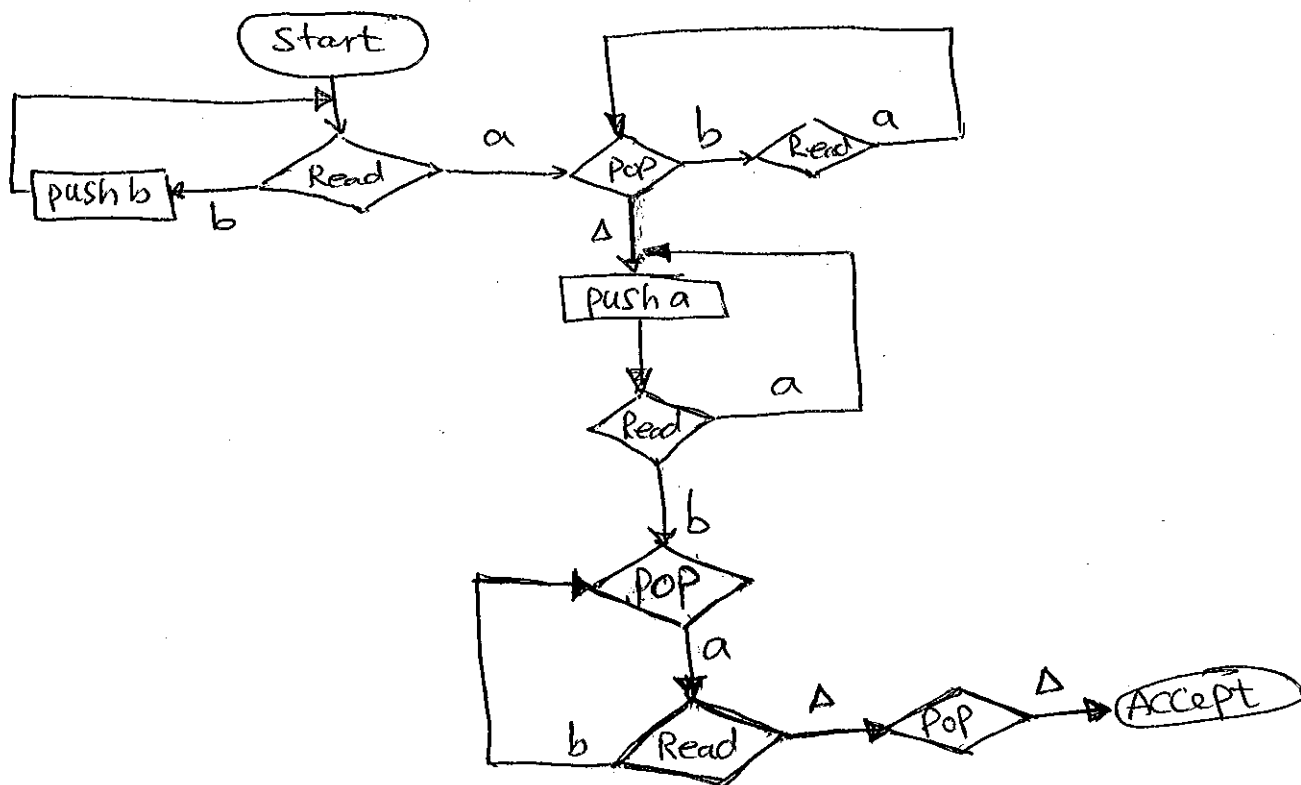 Start
a
b
a
Read
Pop
Read
push b
b
Δ
push a
a
Read
b
POP
a
Δ
Δ
Accept
b
Read
POP